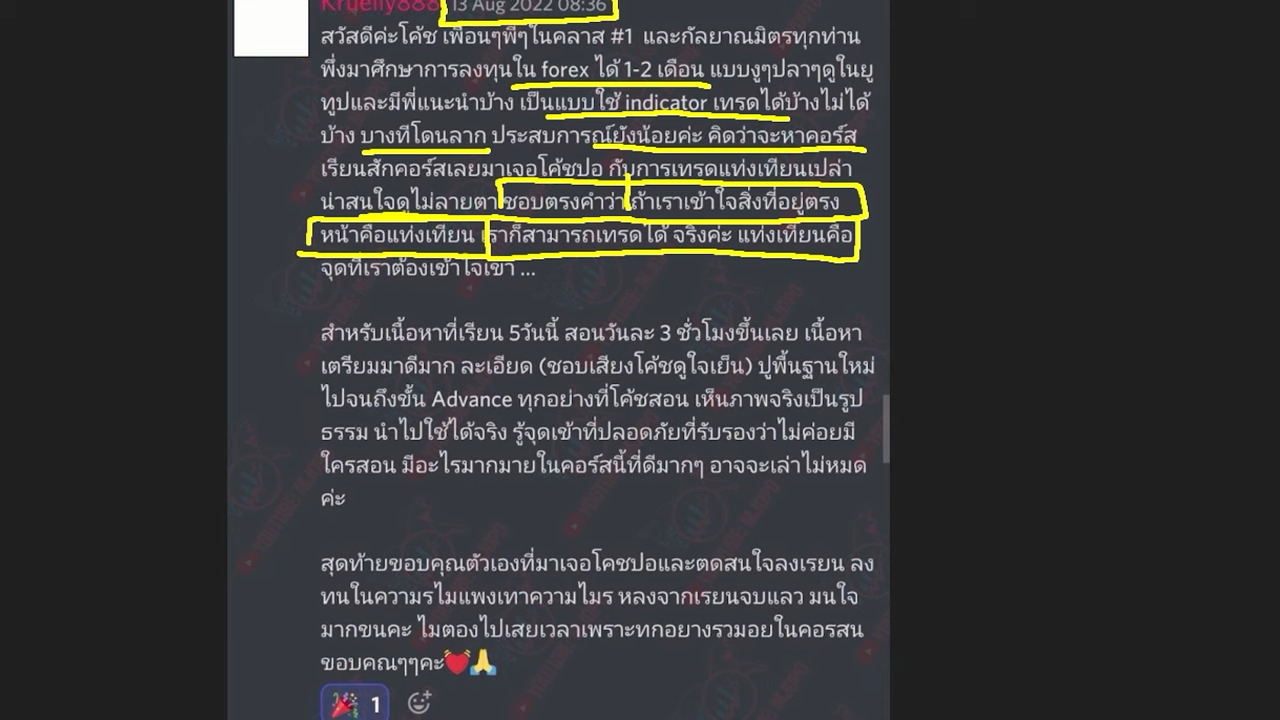 Kruelly888 13 Aug 2022 08:36
สวัสดีค่ะโค้ช เพื่อนๆพี่ๆในคลาส #1 และกัลยาณมิตรทุกท่าน
พึ่งมาศึกษาการลงทุนใน forex ได้ 1-2 เดือน แบบงูๆปลาๆดูในยู
ทูปและมีพี่แนะนำบ้าง เป็นแบบใช้ indicator เทรดได้บ้างไม่ได้
บ้าง บางทีโดนลาก ประสบการณ์ยังน้อยค่ะ คิดว่าจะหาคอร์ส
เรียนสักคอร์สเลยมาเจอโค้ชปอ กับการเทรดแท่งเทียนเปล่า
น่าสนใจดูไม่ลายตา ชอบตรงคำว่า ถ้าเราเข้าใจสิ่งที่อยู่ตรง
หน้าคือแท่งเทียน เราก็สามารถเทรดได้ จริงค่ะ แท่งเทียนคือ
จุดที่เราต้องเข้าใจเขา ...
สำหรับเนื้อหาที่เรียน 5วันนี้ สอนวันละ 3 ชั่วโมงขึ้นเลย เนื้อหา
เตรียมมาดีมาก ละเอียด (ชอบเสียงโค้ชดูใจเย็น) ปูพื้นฐานใหม่
ไปจนถึงขั้น Advance ทุกอย่างที่โค้ชสอน เห็นภาพจริงเป็นรูป
ธรรม นำไปใช้ได้จริง รู้จุดเข้าที่ปลอดภัยที่รับรองว่าไม่ค่อยมี
ใครสอน มีอะไรมากมายในคอร์สนี้ที่ดีมากๆ อาจจะเล่าไม่หมด
ค่ะ
สุดท้ายขอบคุณตัวเองที่มาเจอโคชปอและตดสนใจลงเรยน ลง
ทนในความรไมแพงเทาความไมร หลงจากเรยนจบแลว มนใจ
มากขนคะ ไมตองไปเสยเวลาเพราะทกอยางรวมอยในคอรสน
ขอบคณๆๆคะ💓🙏
🎉 1